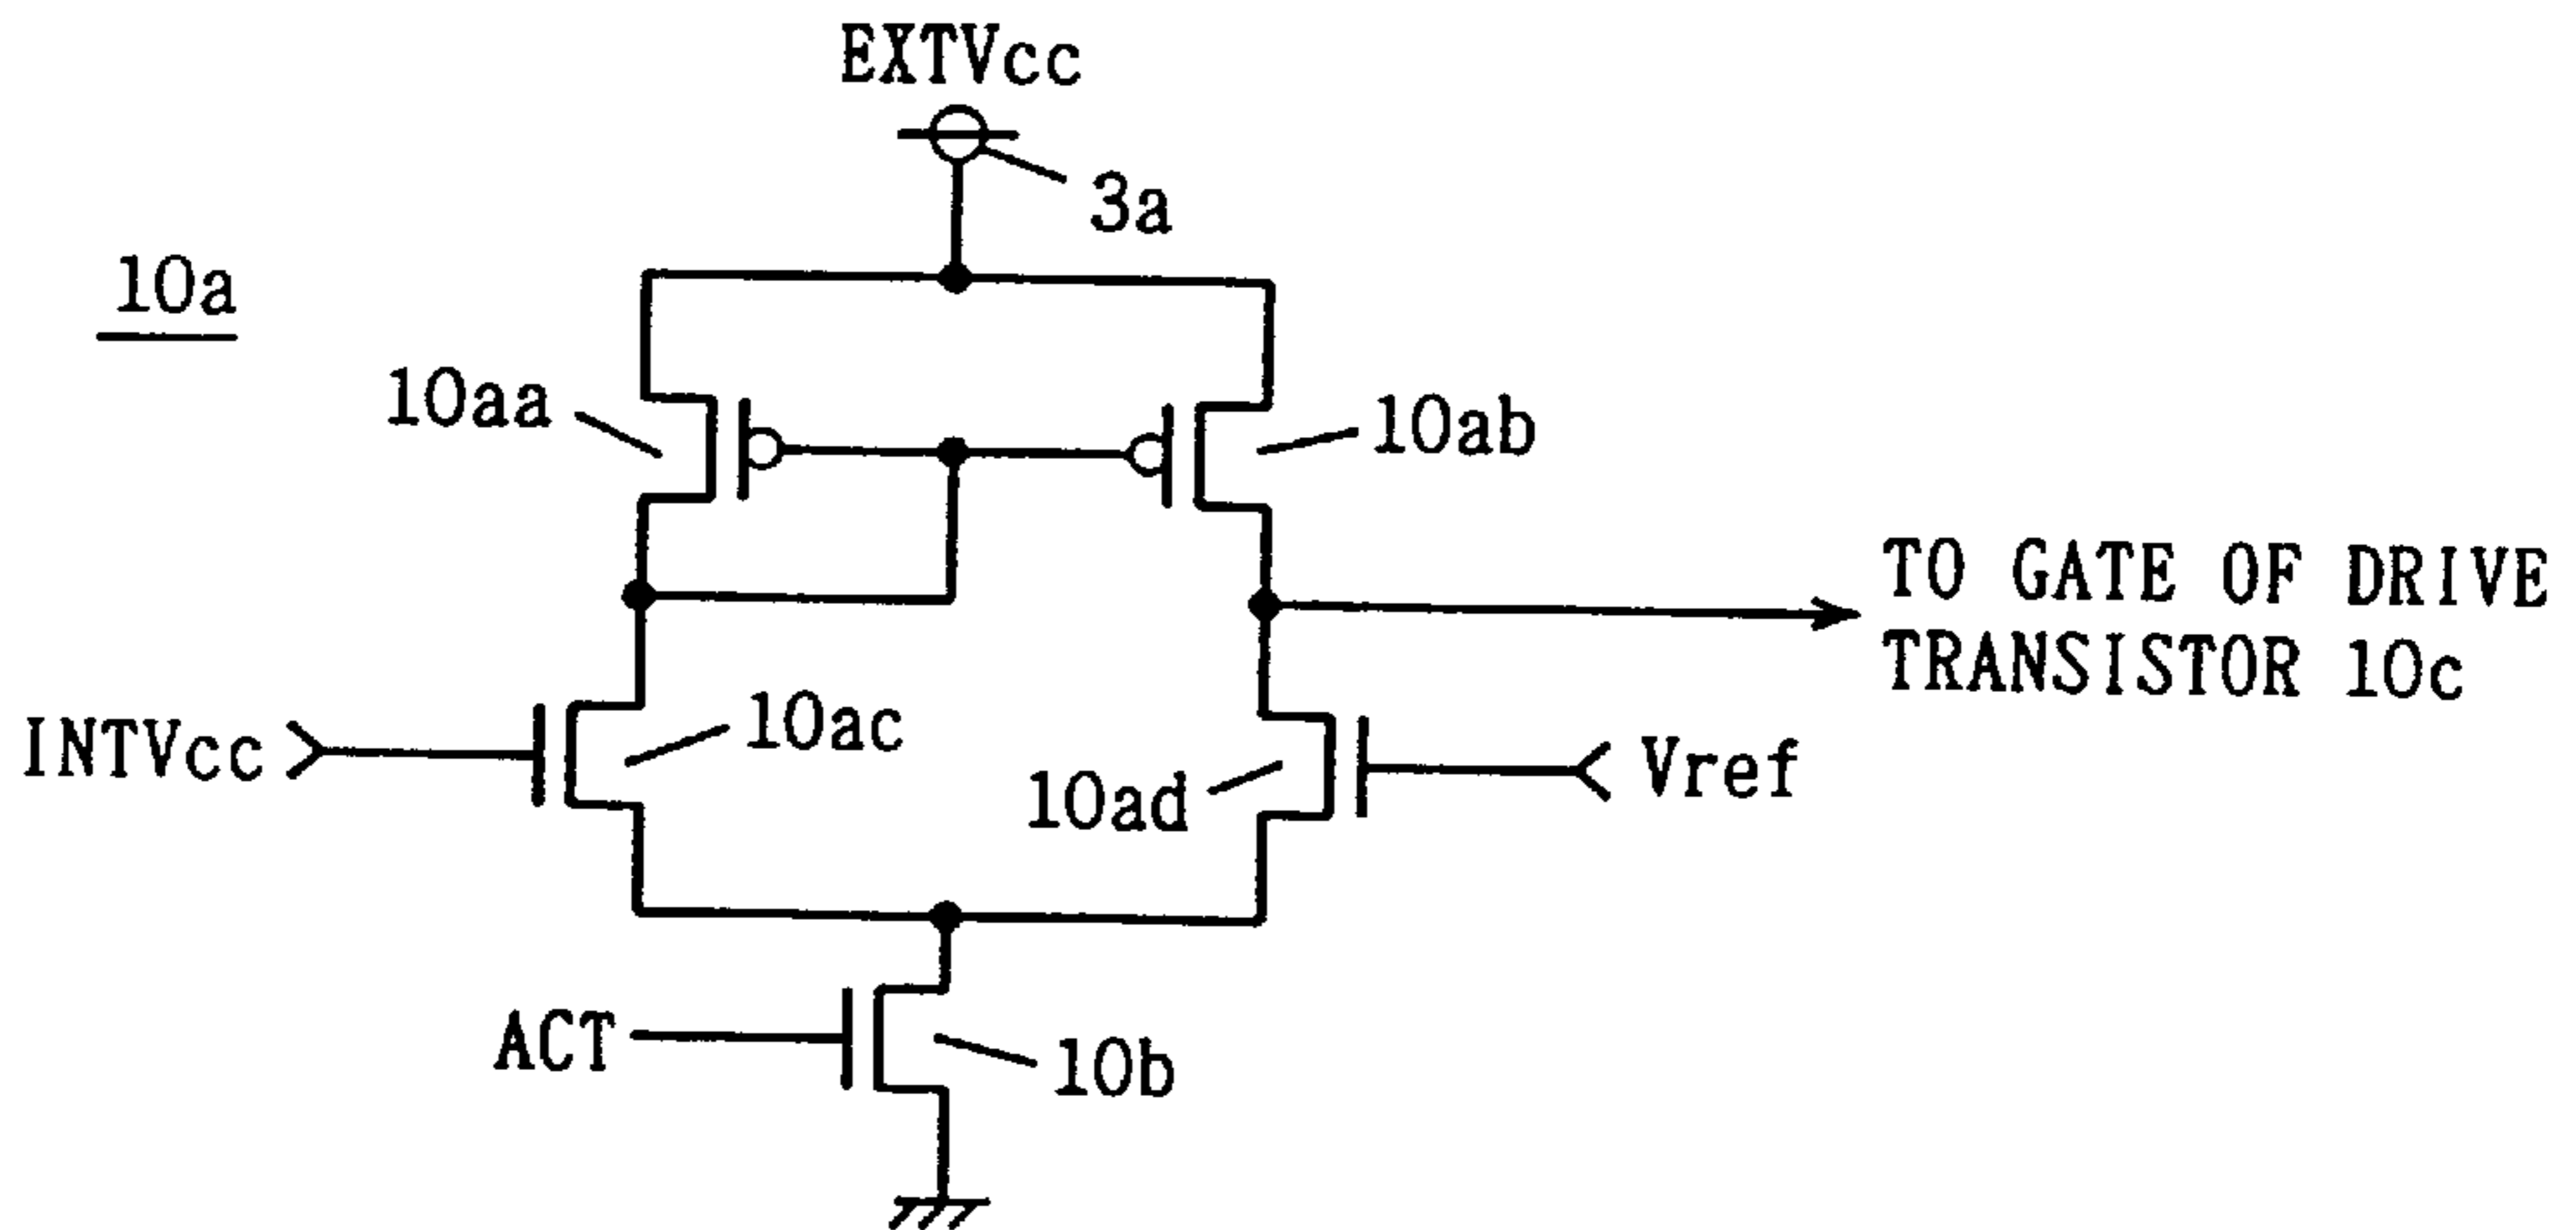 EXTVcc
3a
10a
10aa
10ab
TO GATE OF DRIVE
TRANSISTOR 10c
INTVcc
10ac
10ad
Vref
ACT
10b